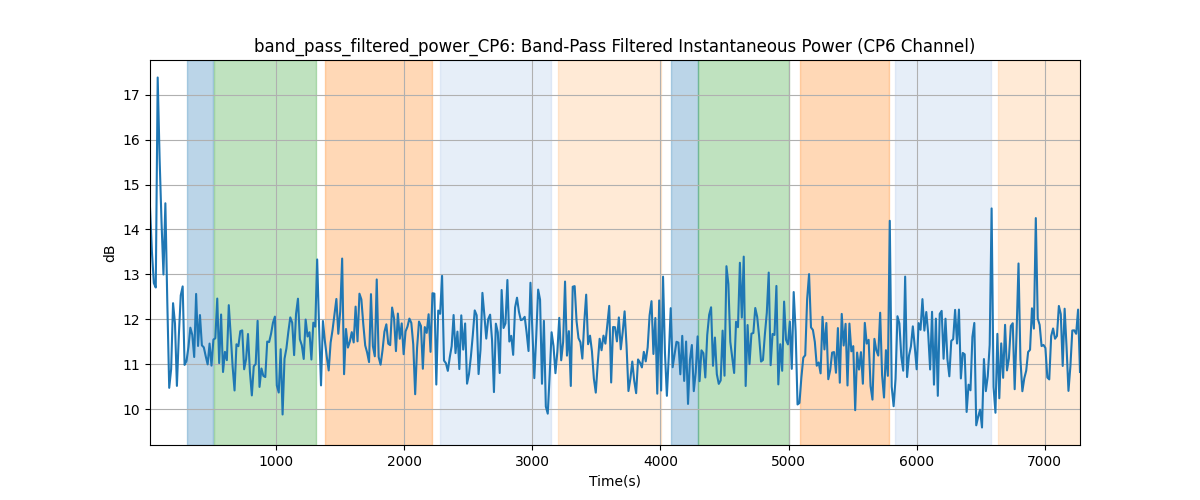 band_pass_filtered_power_CP6: Band-Pass Filtered Instantaneous Power (CP6 Channel)
17
16
15
14
13
12
11
10
dB
1000 2000 3000 4000 5000 6000 7000
Time(s)